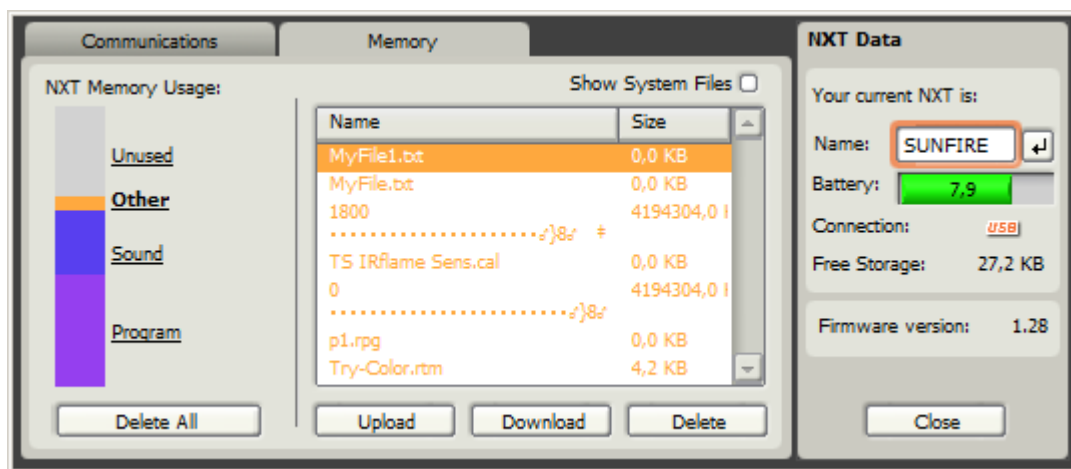 Communications
Memory
NXT Memory Usage:
Unused
Other
Sound
Program
Delete All
Show System Files
Name Size
MyFile1.txt 0,0 KB
MyFile.txt 0,0 KB
1800 4194304,0
TS IRflame Sens.cal 0,0 KB
0 4194304,0
p1.rpg 0,0 KB
Try-Color.rtm 4,2 KB
Upload Download Delete
NXT Data
Your current NXT is:
Name: SUNFIRE
Battery: 7,9
Connection: USB
Free Storage: 27,2 KB
Firmware version: 1.28
Close